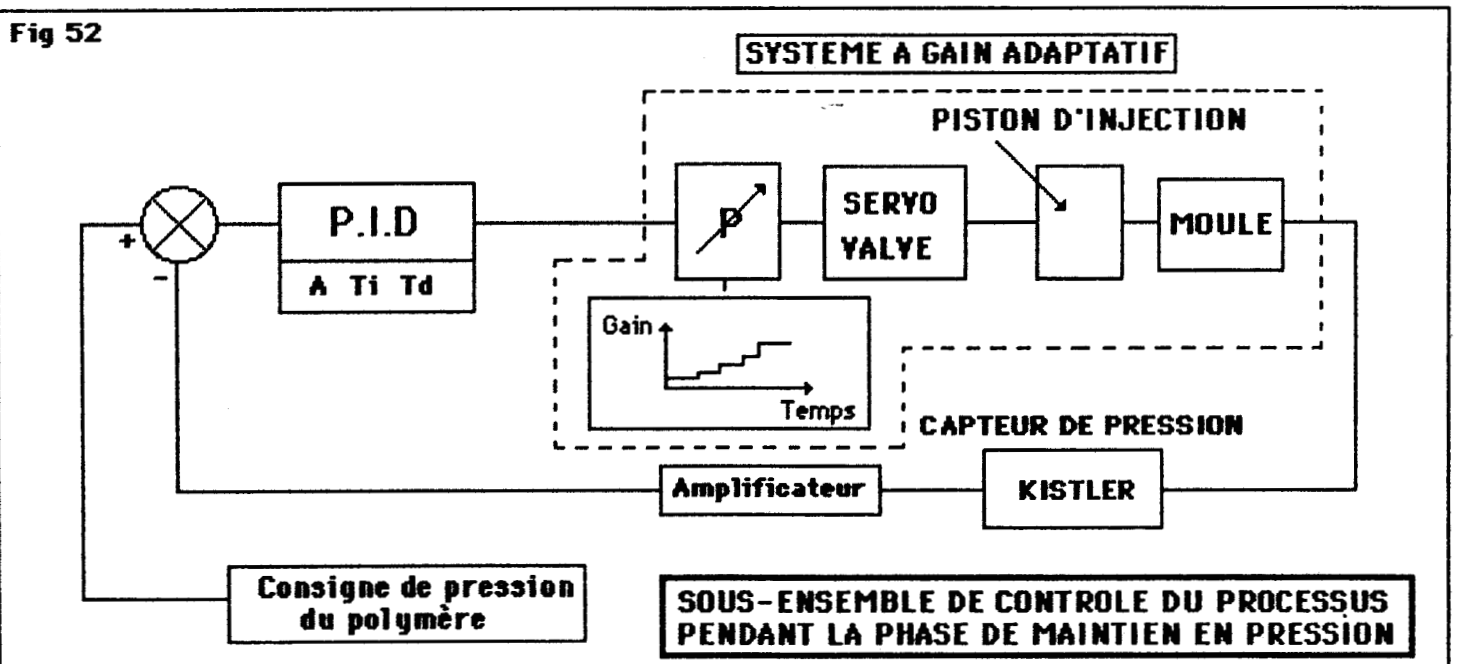 Fig 52
SYSTEME A GAIN ADAPTATIF
PISTON D'INJECTION
P.I.D
A Ti Td
P
SERVO
VALVE
MOULE
+
-
Gain
Temps
CAPTEUR DE PRESSION
Amplificateur
KISTLER
Consigne de pression
du polymère
SOUS-ENSEMBLE DE CONTROLE DU PROCESSUS
PENDANT LA PHASE DE MAINTIEN EN PRESSION